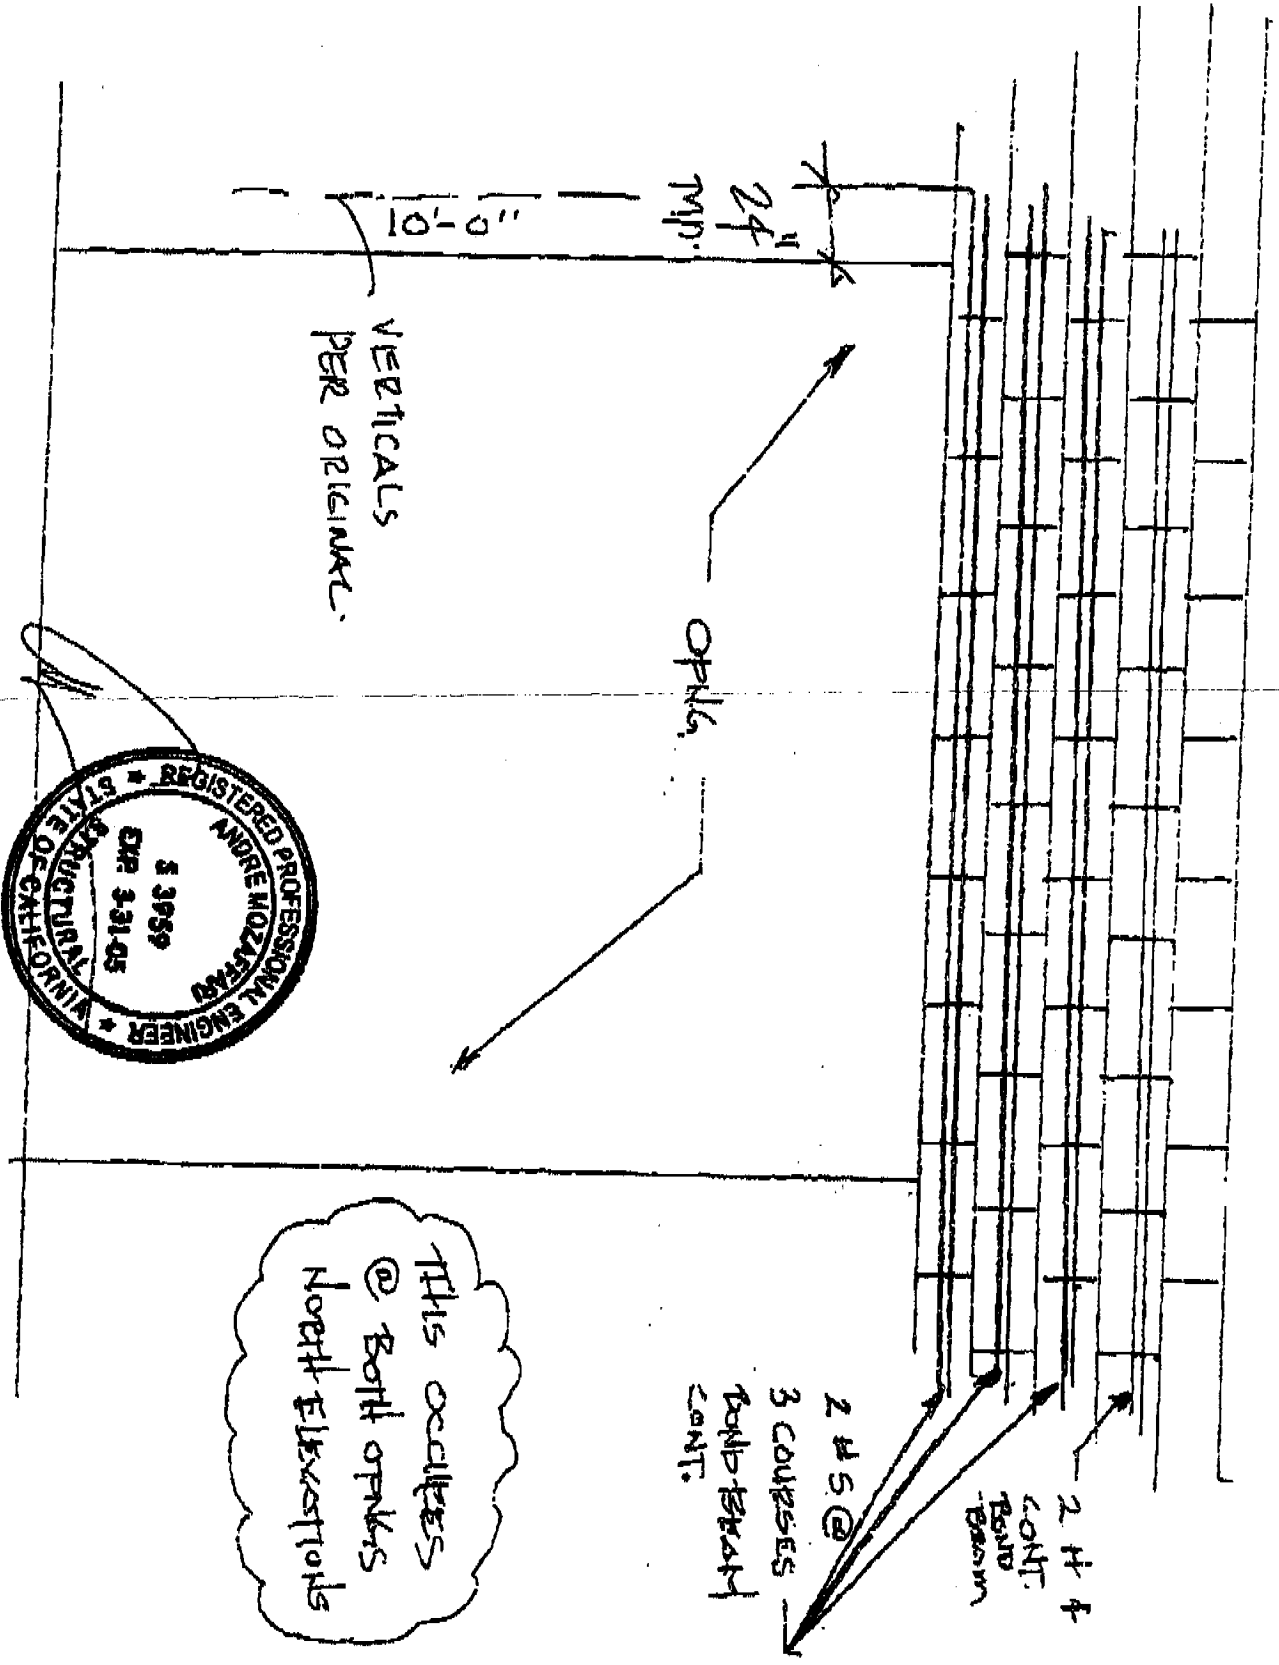 2 # 4
CONT.
BOND
BEAM
2 #5 @
3 COURSES
BOND BEAM
CONT.
24"
MIN.
OPNG.
10'-0"
VERTICALS
PER ORIGINAL.
THIS OCCURS
@ BOTH OPNGS
NORTH ELEVATIONS
REGISTERED PROFESSIONAL ENGINEER
ANDRE MOZAFFARI
S 3959
EXP. 3-31-05
STRUCTURAL
STATE OF CALIFORNIA